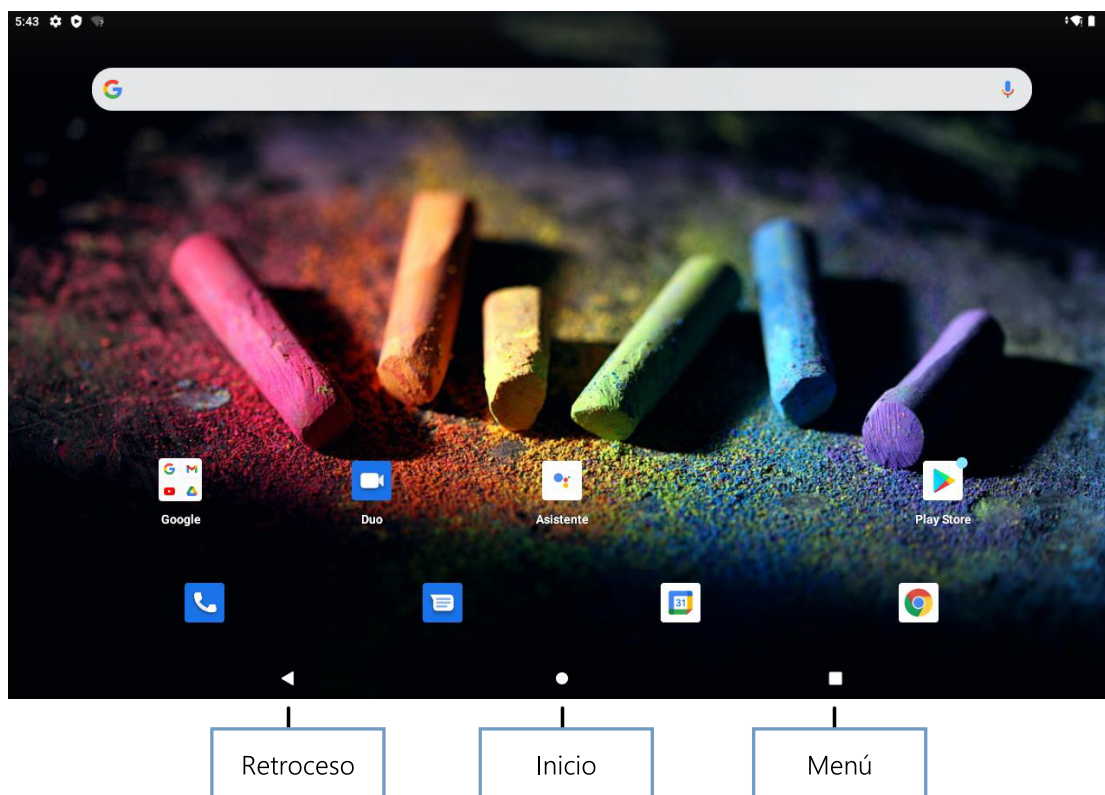 5:43
Google
Duo
Asistente
Play Store
31
Retroceso
Inicio
Menú